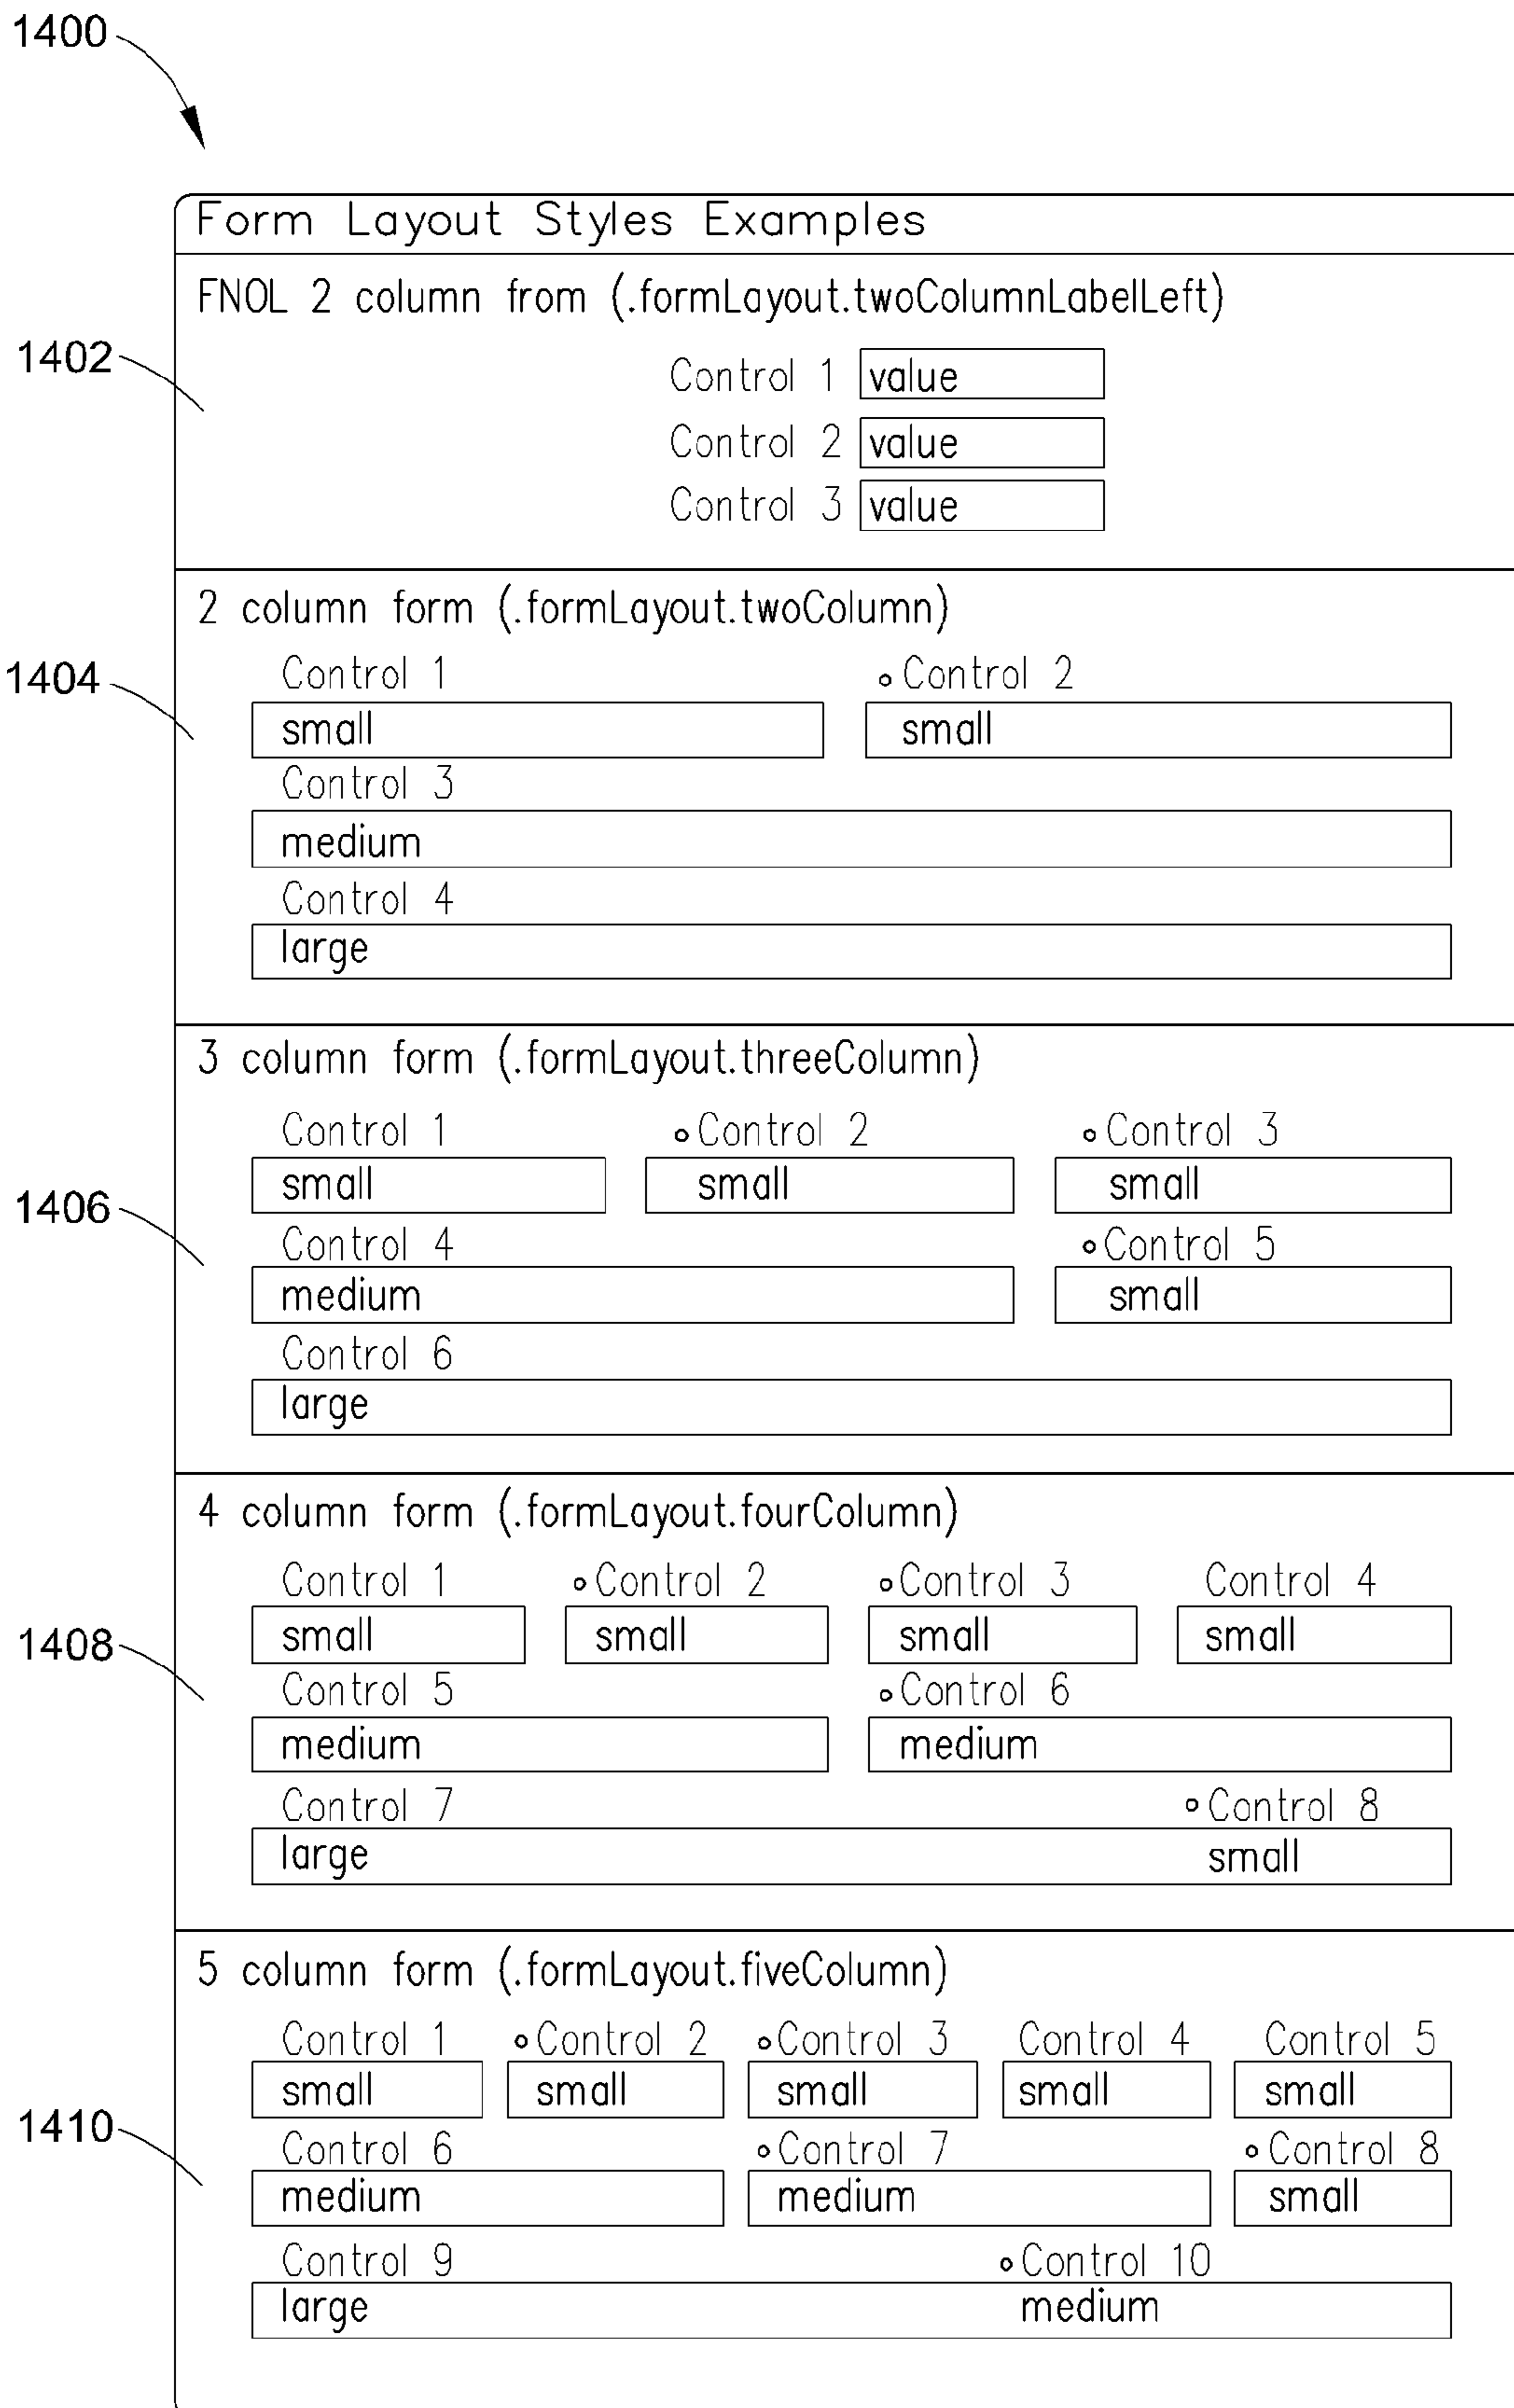 1400
Form Layout Styles Examples
FNOL 2 column from (.formLayout.twoColumnLabelLeft)
1402
Control 1 value
Control 2 value
Control 3 value
2 column form (.formLayout.twoColumn)
1404
Control 1 Control 2
small small
Control 3
medium
Control 4
large
3 column form (.formLayout.threeColumn)
Control 1 Control 2 Control 3
small small small
1406
Control 4 Control 5
medium small
Control 6
large
4 column form (.formLayout.fourColumn)
Control 1 Control 2 Control 3 Control 4
small small small small
1408
Control 5 Control 6
medium medium
Control 7 Control 8
large small
5 column form (.formLayout.fiveColumn)
Control 1 Control 2 Control 3 Control 4 Control 5
small small small small small
1410
Control 6 Control 7 Control 8
medium medium small
Control 9 Control 10
large medium